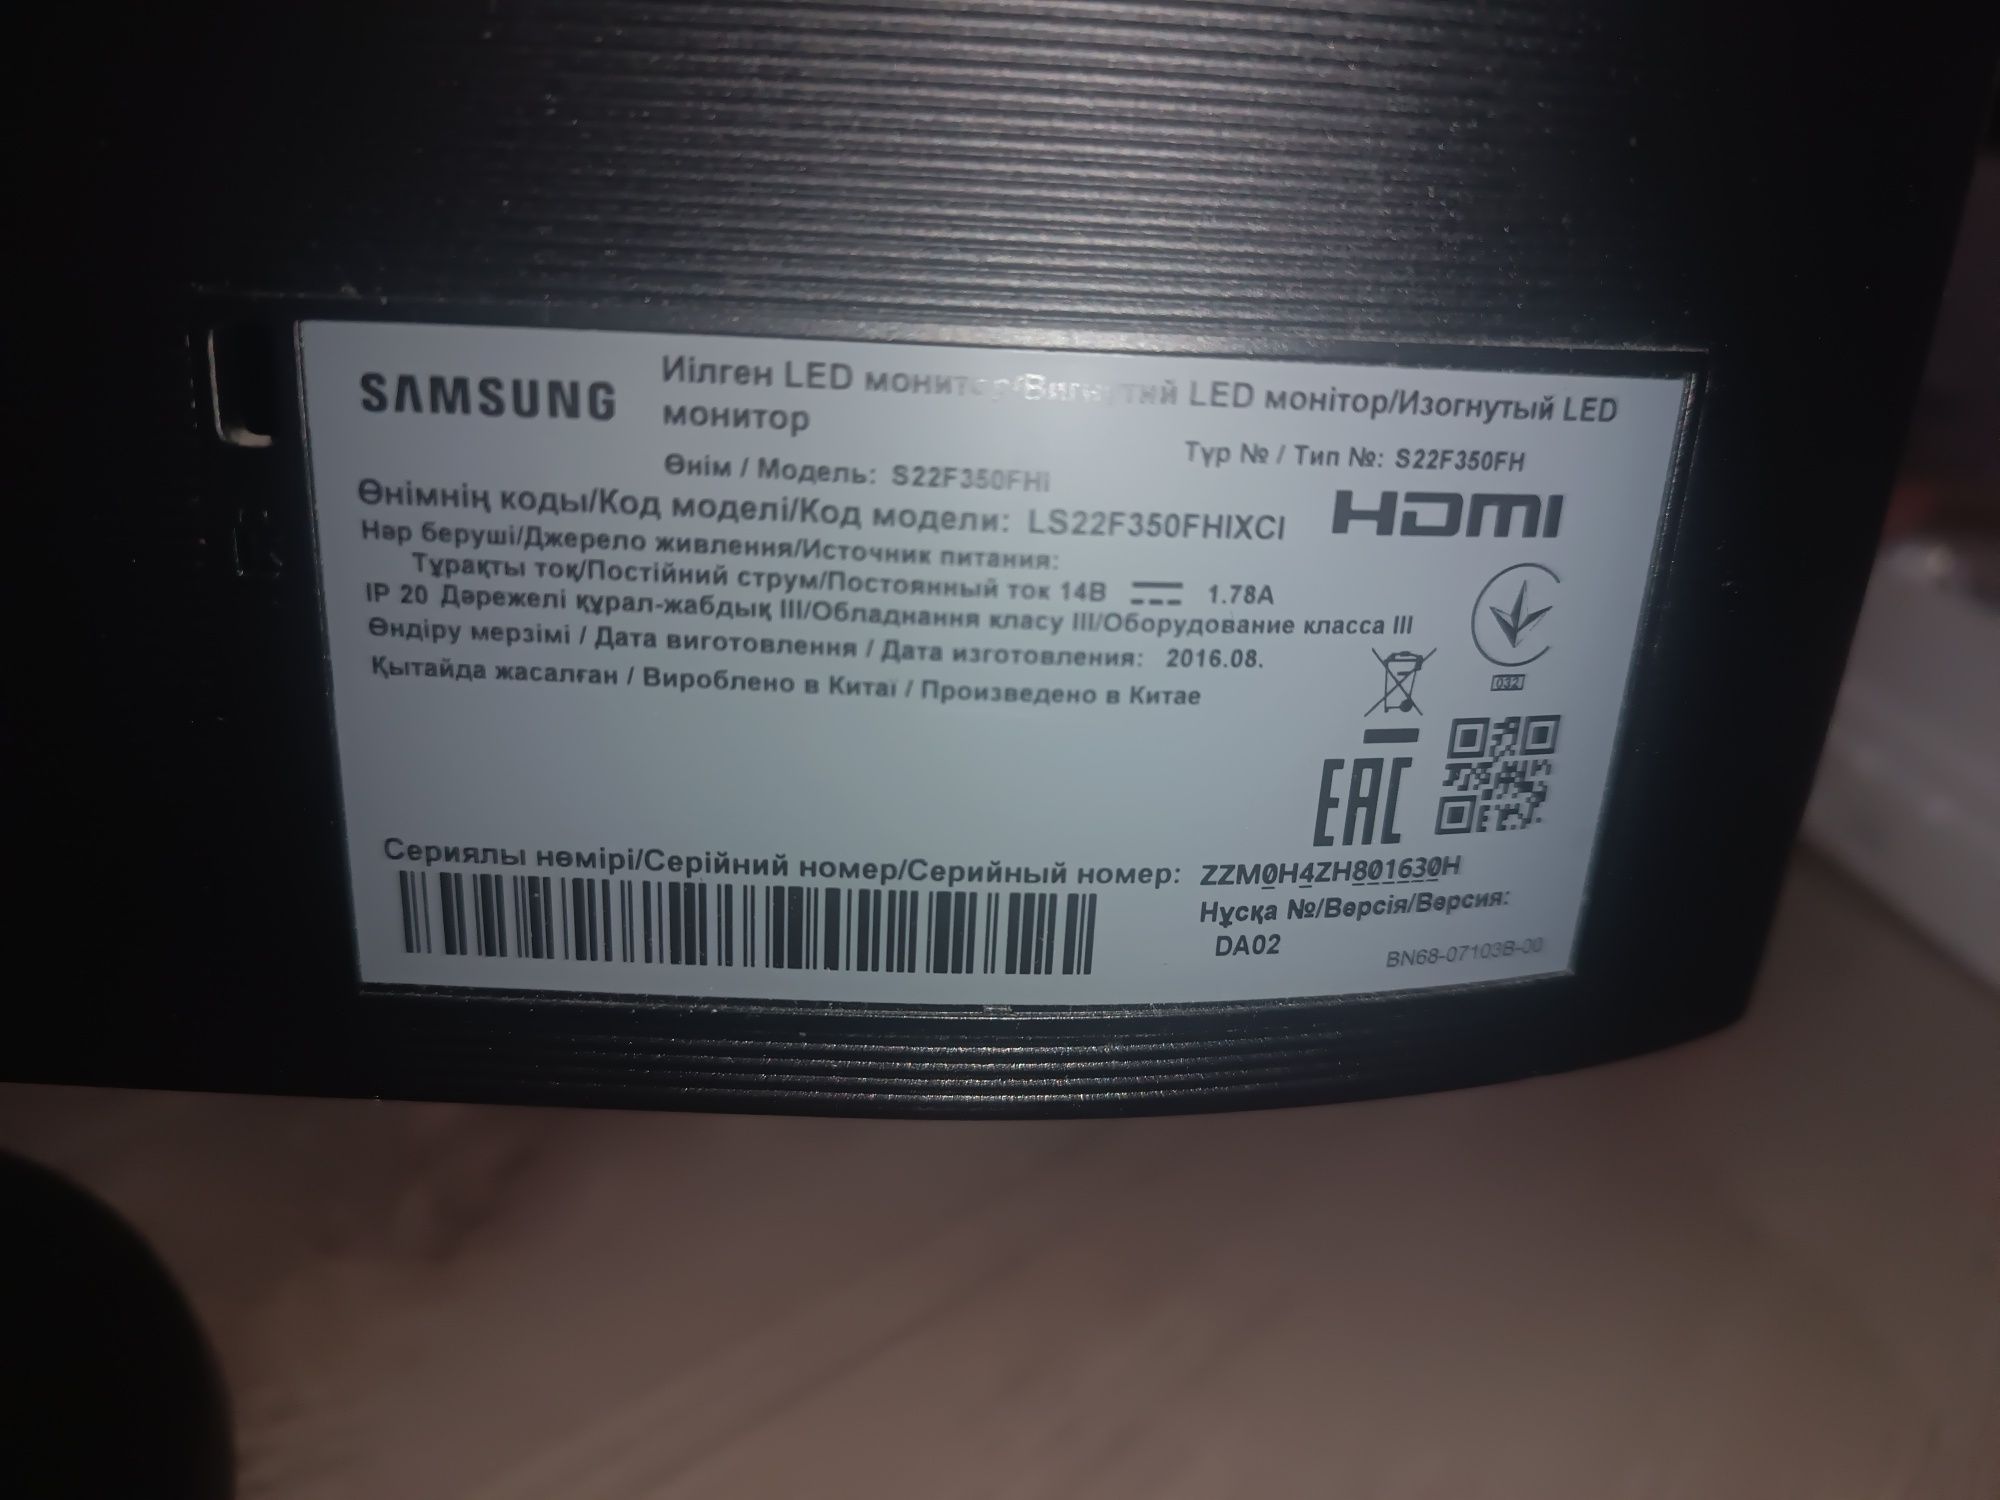 SAMSUNG
Иілген LED монитор/Вигнутий LED монітор/Изогнутый LED
монитор
Түр № / Тип №: S22F350FH
Өнім / Модель: S22F350FHI
Өнімнің коды/Код моделі/Код модели: LS22F350FHIXCI
HDMI
Нәр беруші/Джерело живлення/Источник питания:
Тұрақты тоқ/Постійний струм/Постоянный ток 14В 1.78A
IP 20 Дәрежелі құрал-жабдық III/Обладнання класу III/Оборудование класса III
Өндіру мерзімі / Дата виготовлення / Дата изготовления: 2016.08.
Қытайда жасалған / Вироблено в Китаї / Произведено в Китае
032
EAC
Сериялы нөмірі/Серійний номер/Серийный номер: ZZM0H4ZH801630H
Нұсқа №/Версія/Версия:
DA02
BN68-07103B-00